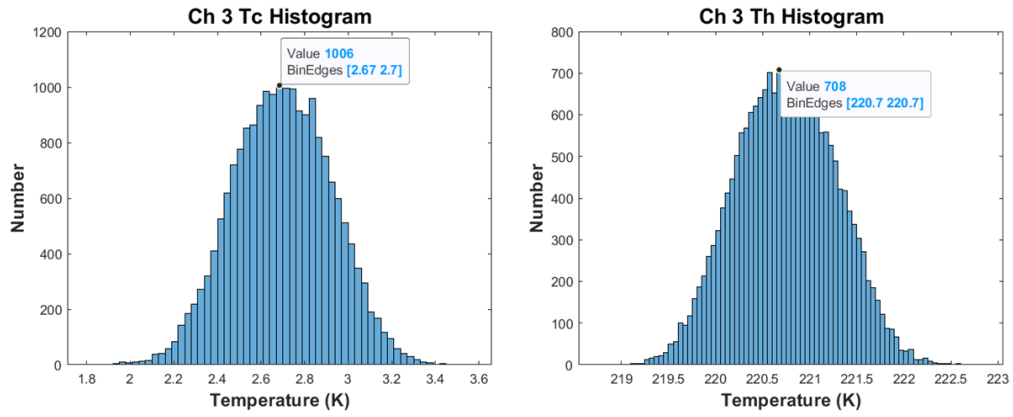 Ch 3 Tc Histogram
1200
1000
800
600
400
200
0
Number
Value 1006
BinEdges [2.67 2.7]
1.8 2 2.2 2.4 2.6 2.8 3 3.2 3.4 3.6
Temperature (K)
Ch 3 Th Histogram
800
700
600
500
400
300
200
100
0
Number
Value 708
BinEdges [220.7 220.7]
219 219.5 220 220.5 221 221.5 222 222.5 223
Temperature (K)